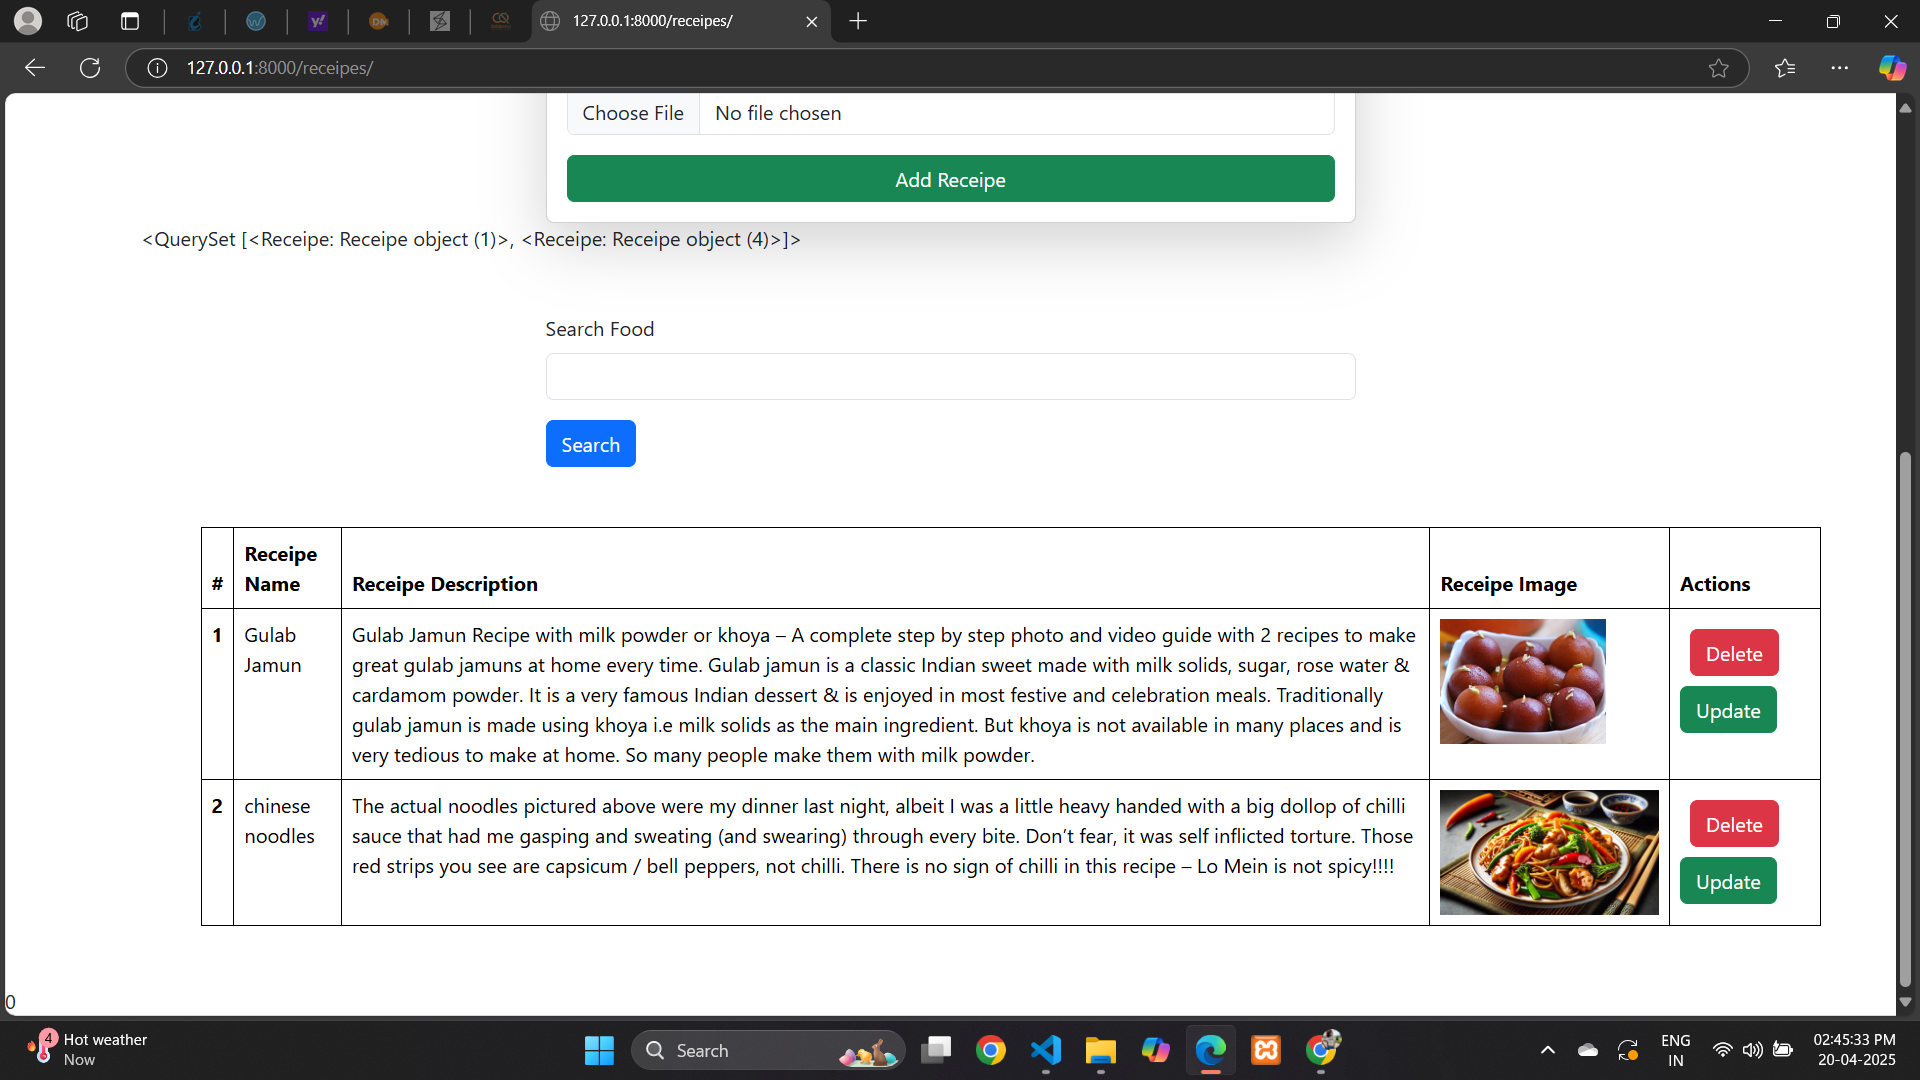 y!
DM
127.0.0.1:8000/receipes/
127.0.0.1:8000/receipes/
Choose File
No file chosen
Add Receipe
<QuerySet [<Receipe: Receipe object (1)>, <Receipe: Receipe object (4)>]>
Search Food
Search
#
Receipe
Name
Receipe Description
Receipe Image
Actions
1
Gulab
Jamun
Gulab Jamun Recipe with milk powder or khoya – A complete step by step photo and video guide with 2 recipes to make
great gulab jamuns at home every time. Gulab jamun is a classic Indian sweet made with milk solids, sugar, rose water &
cardamom powder. It is a very famous Indian dessert & is enjoyed in most festive and celebration meals. Traditionally
gulab jamun is made using khoya i.e milk solids as the main ingredient. But khoya is not available in many places and is
very tedious to make at home. So many people make them with milk powder.
Delete
Update
2
chinese
noodles
The actual noodles pictured above were my dinner last night, albeit I was a little heavy handed with a big dollop of chilli
sauce that had me gasping and sweating (and swearing) through every bite. Don’t fear, it was self inflicted torture. Those
red strips you see are capsicum / bell peppers, not chilli. There is no sign of chilli in this recipe – Lo Mein is not spicy!!!!
Delete
Update
0
4
Hot weather
Now
Search
ENG
IN
02:45:33 PM
20-04-2025